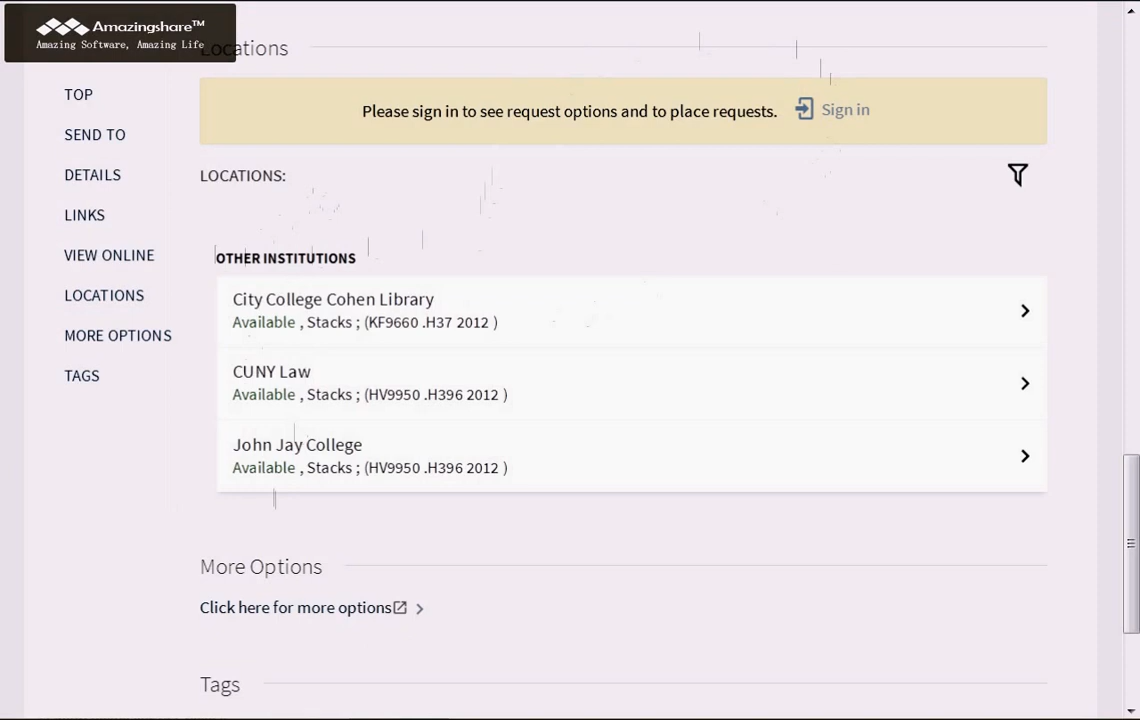 Amazingshare™
Amazing Software, Amazing Life
Locations
TOP
SEND TO
DETAILS
LINKS
VIEW ONLINE
LOCATIONS
MORE OPTIONS
TAGS
Please sign in to see request options and to place requests. Sign in
LOCATIONS:
OTHER INSTITUTIONS
City College Cohen Library
Available , Stacks ; (KF9660 .H37 2012 )
CUNY Law
Available , Stacks ; (HV9950 .H396 2012 )
John Jay College
Available , Stacks ; (HV9950 .H396 2012 )
More Options
Click here for more options
Tags